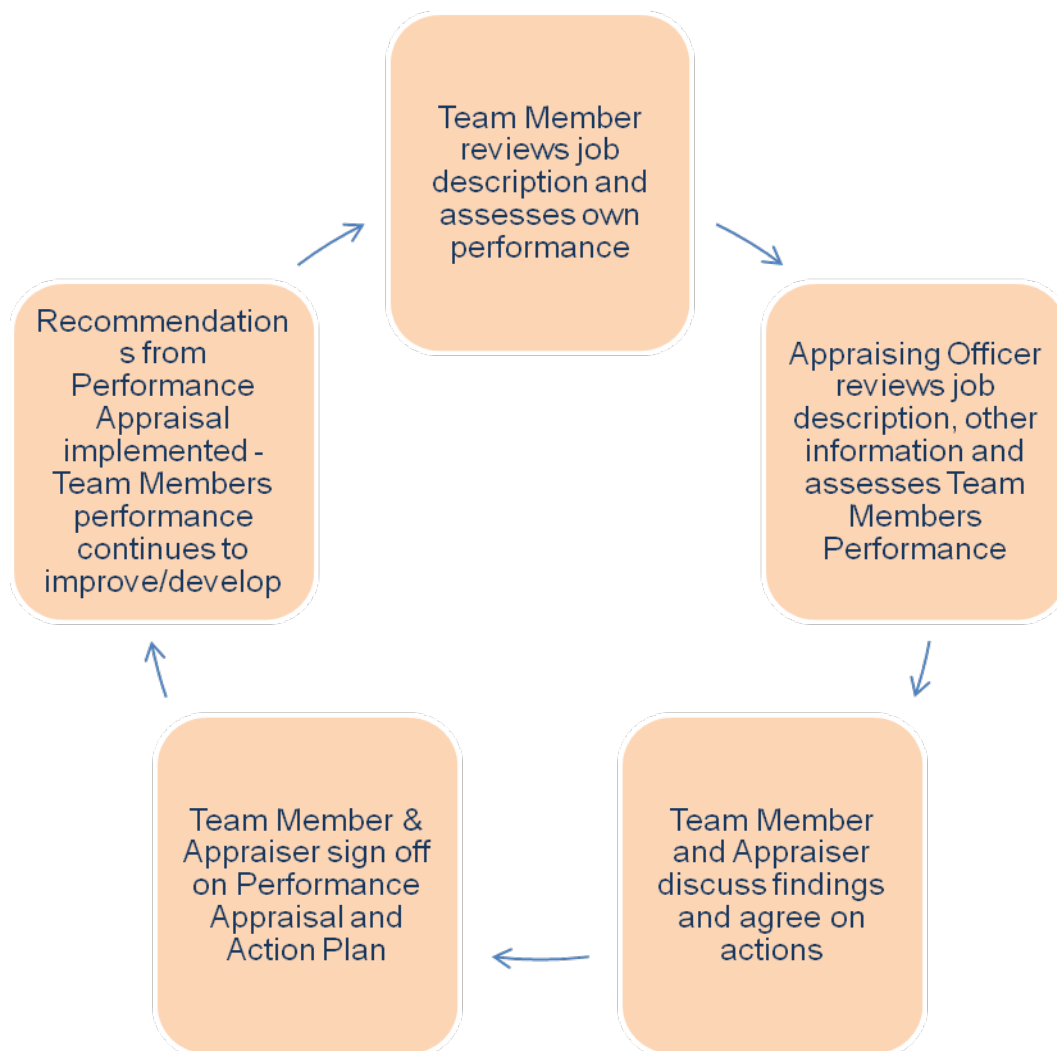 Team Member
reviews job
description and
assesses own
performance
Appraising Officer
reviews job
description, other
information and
assesses Team
Members
Performance
Team Member
and Appraiser
discuss findings
and agree on
actions
Team Member &
Appraiser sign off
on Performance
Appraisal and
Action Plan
Recommendation
s from
Performance
Appraisal
implemented -
Team Members
performance
continues to
improve/develop